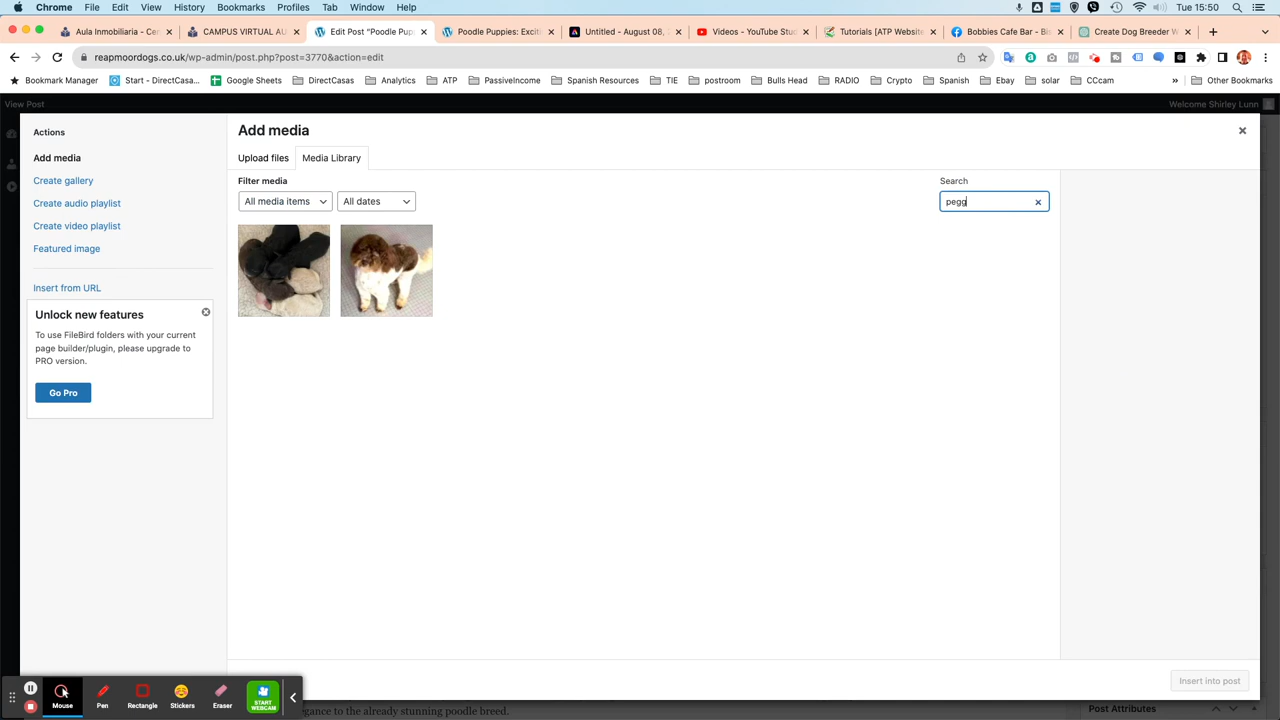 Chrome File Edit View History Bookmarks Profiles Tab Window Help Tue 15:50
Aula Inmobiliaria - Cen CAMPUS VIRTUAL AU Edit Post “Poodle Pup Poodle Puppies: Exciti Untitled - August 08, 2 Videos - YouTube Stud Tutorials [ATP Website Bobbies Cafe Bar - Bis Create Dog Breeder W
reapmoordogs.co.uk/wp-admin/post.php?post=3770&action=edit
Bookmark Manager Start - DirectCasa... Google Sheets DirectCasas Analytics ATP PassiveIncome Spanish Resources TIE postroom Bulls Head RADIO Crypto Spanish Ebay solar CCcam » Other Bookmarks
View Post Welcome Shirley Lunn
Actions
Add media
Create gallery
Create audio playlist
Create video playlist
Featured image
Insert from URL
Unlock new features
To use FileBird folders with your current
page builder/plugin, please upgrade to
PRO version.
Go Pro
Add media
Upload files Media Library
Filter media Search
All media items All dates pegg
Insert into post
Mouse Pen Rectangle Stickers Eraser START
WEBCAM
egance to the already stunning poodle breed.
Post Attributes